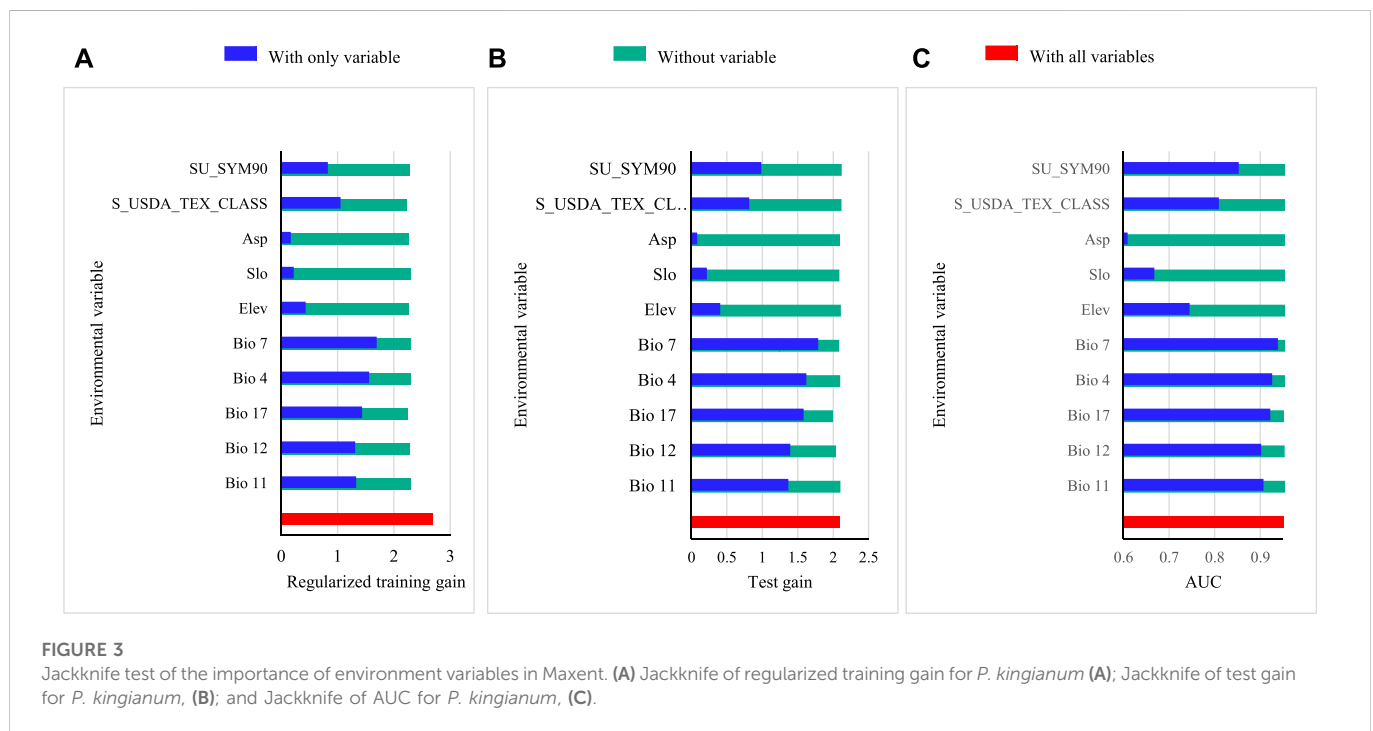 A
With only variable
B
Without variable
C
With all variables
Environmental variable
SU_SYM90
S_USDA_TEX_CLASS
Asp
Slo
Elev
Bio 7
Bio 4
Bio 17
Bio 12
Bio 11
0 1 2 3
Regularized training gain
Environmental variable
SU_SYM90
S_USDA_TEX_CL..
Asp
Slo
Elev
Bio 7
Bio 4
Bio 17
Bio 12
Bio 11
0 0.5 1 1.5 2 2.5
Test gain
Environmental variable
SU_SYM90
S_USDA_TEX_CLASS
Asp
Slo
Elev
Bio 7
Bio 4
Bio 17
Bio 12
Bio 11
0.6 0.7 0.8 0.9
AUC
FIGURE 3
Jackknife test of the importance of environment variables in Maxent. (A) Jackknife of regularized training gain for P. kingianum (A); Jackknife of test gain
for P. kingianum, (B); and Jackknife of AUC for P. kingianum, (C).